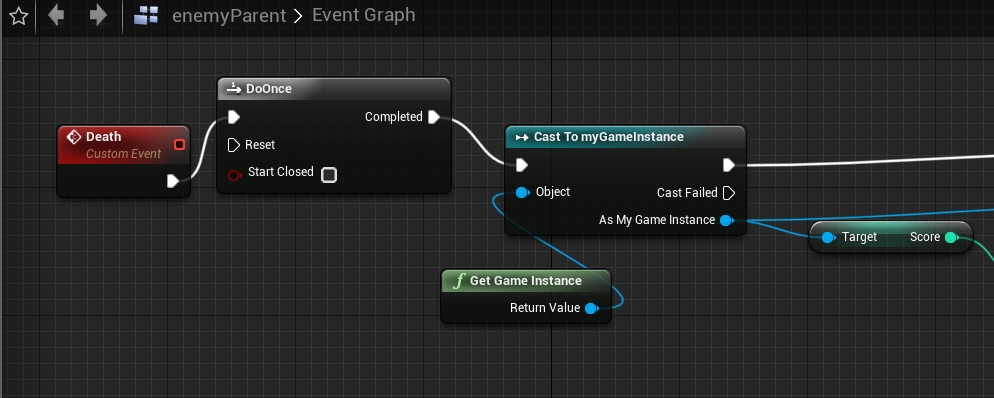 enemyParent > Event Graph
DoOnce
Completed
Reset
Start Closed
Death
Custom Event
Cast To myGameInstance
Object
Cast Failed
As My Game Instance
Target Score
f Get Game Instance
Return Value